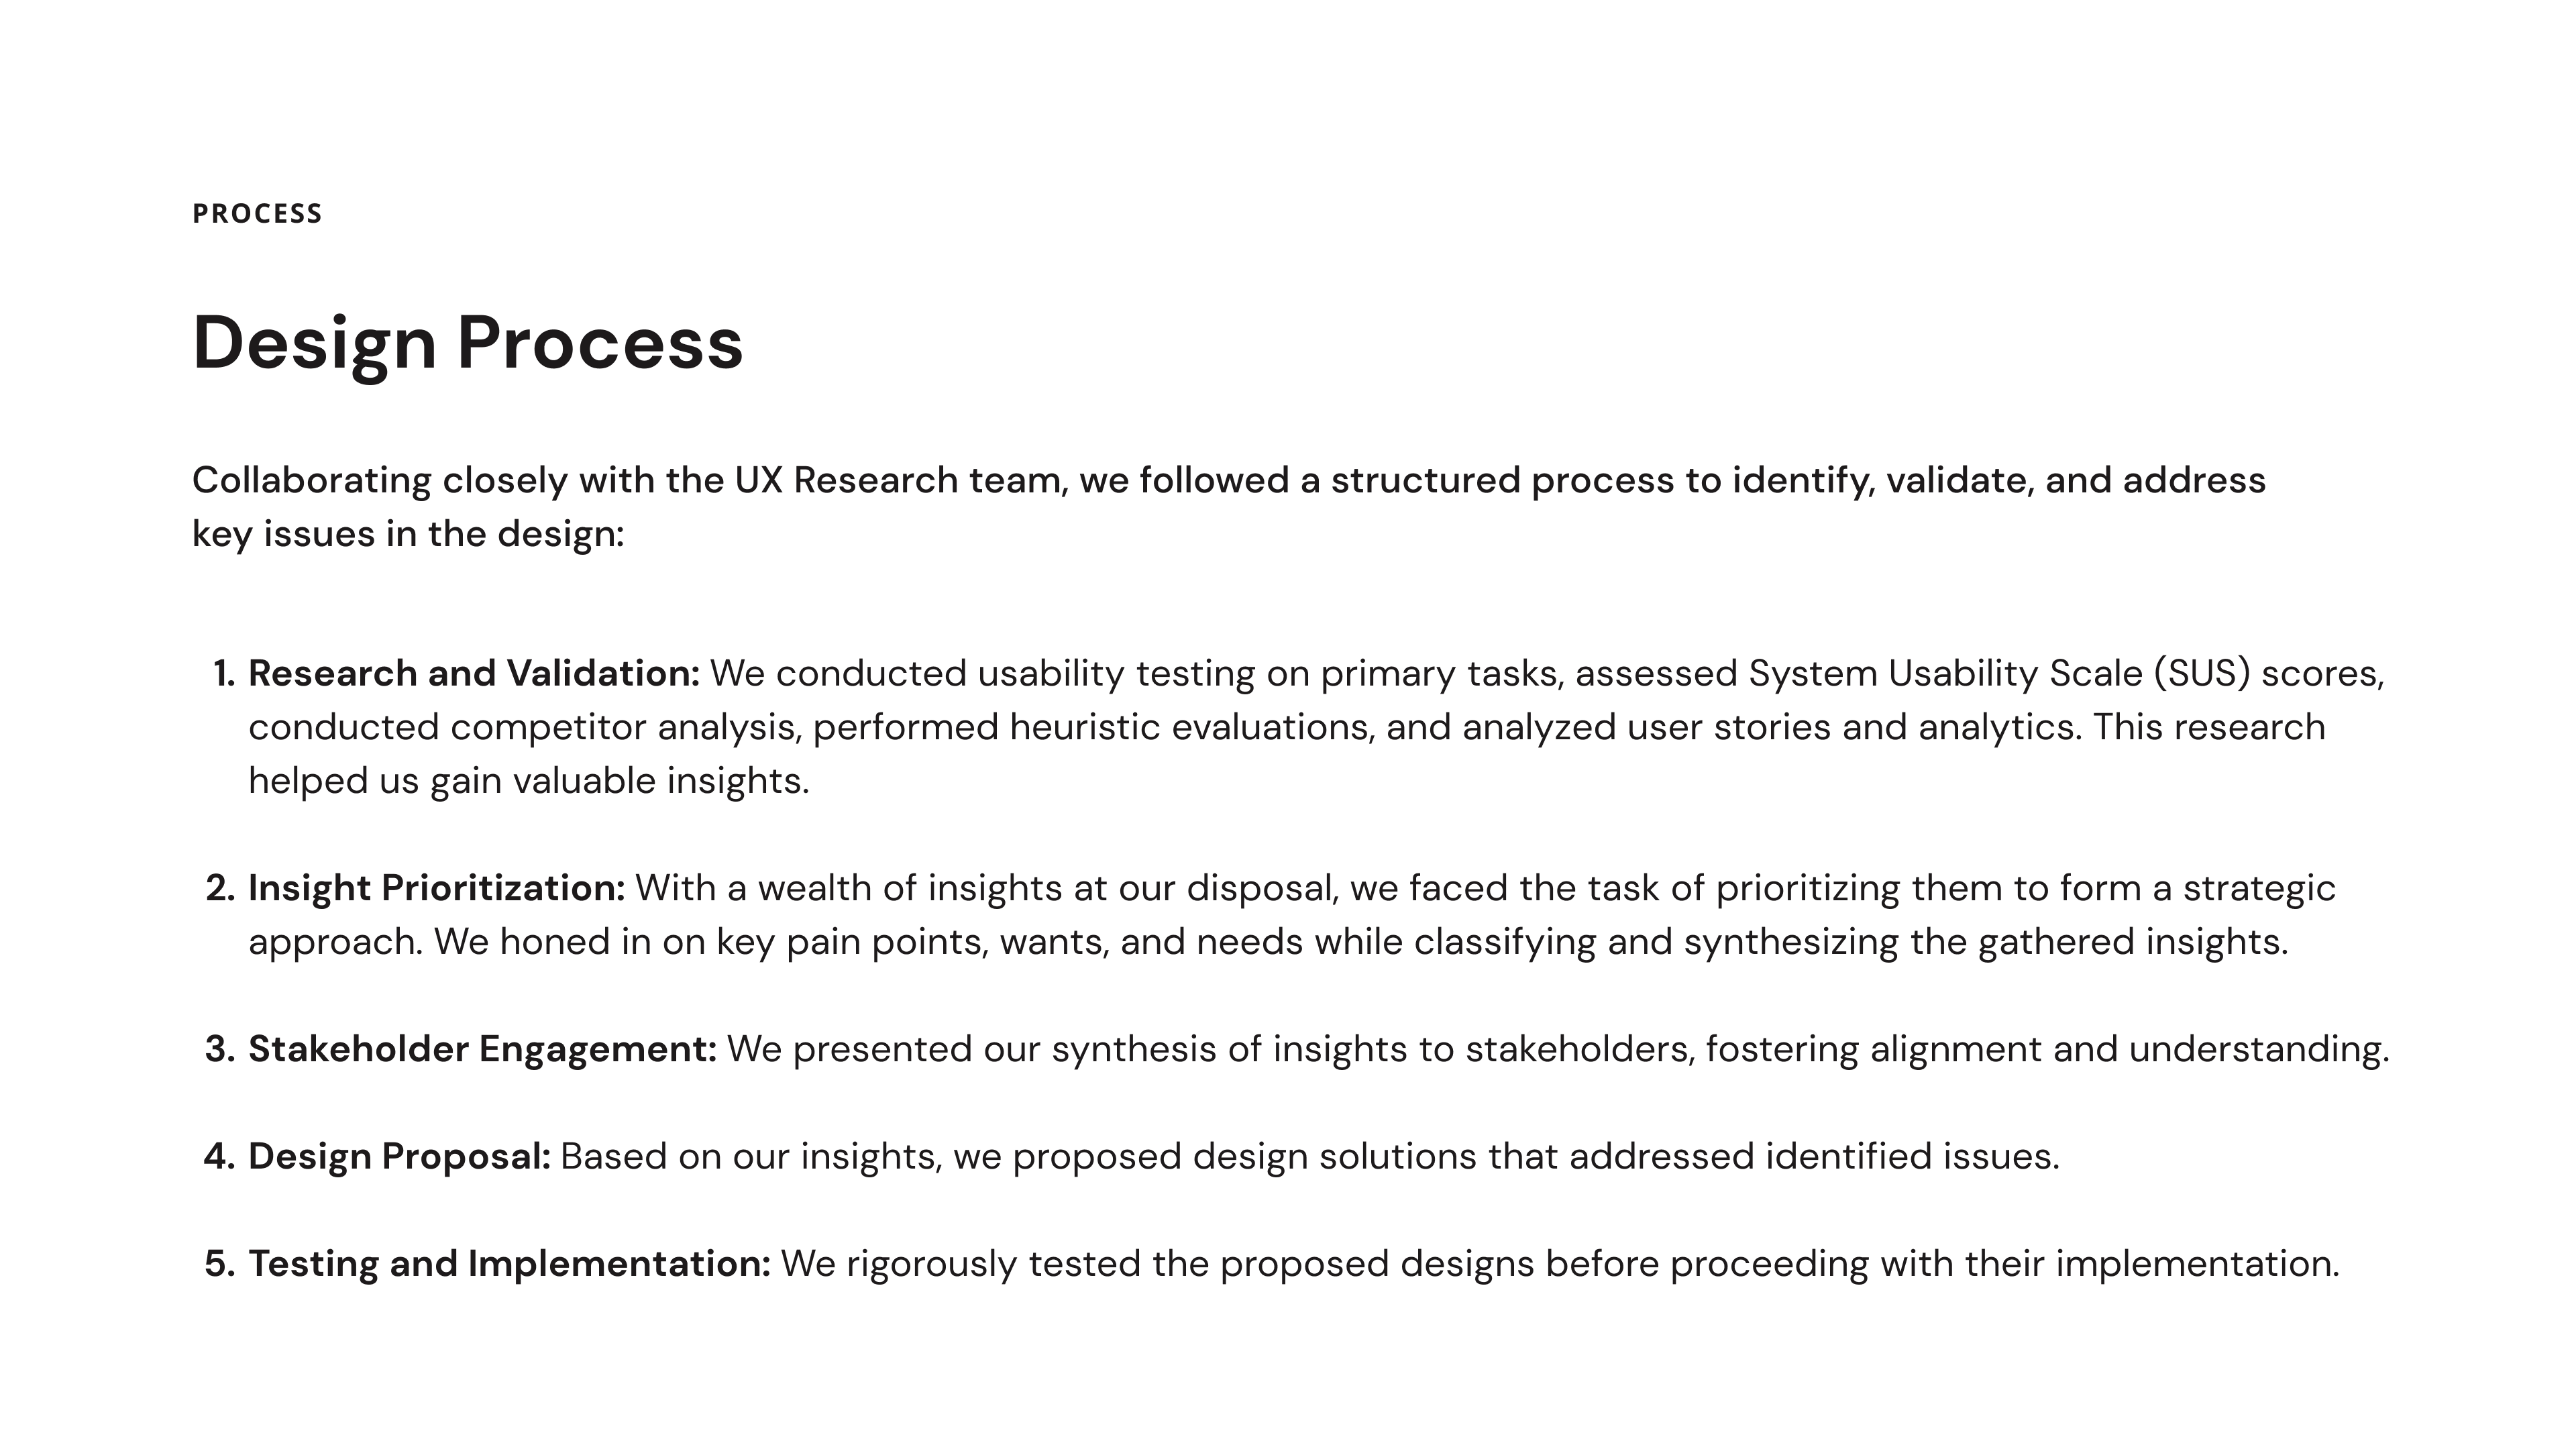 PROCESS
Design Process
Collaborating closely with the UX Research team, we followed a structured process to identify, validate, and address
key issues in the design:
1. Research and Validation: We conducted usability testing on primary tasks, assessed System Usability Scale (SUS) scores,
conducted competitor analysis, performed heuristic evaluations, and analyzed user stories and analytics. This research
helped us gain valuable insights.
2. Insight Prioritization: With a wealth of insights at our disposal, we faced the task of prioritizing them to form a strategic
approach. We honed in on key pain points, wants, and needs while classifying and synthesizing the gathered insights.
3. Stakeholder Engagement: We presented our synthesis of insights to stakeholders, fostering alignment and understanding.
4. Design Proposal: Based on our insights, we proposed design solutions that addressed identified issues.
5. Testing and Implementation: We rigorously tested the proposed designs before proceeding with their implementation.